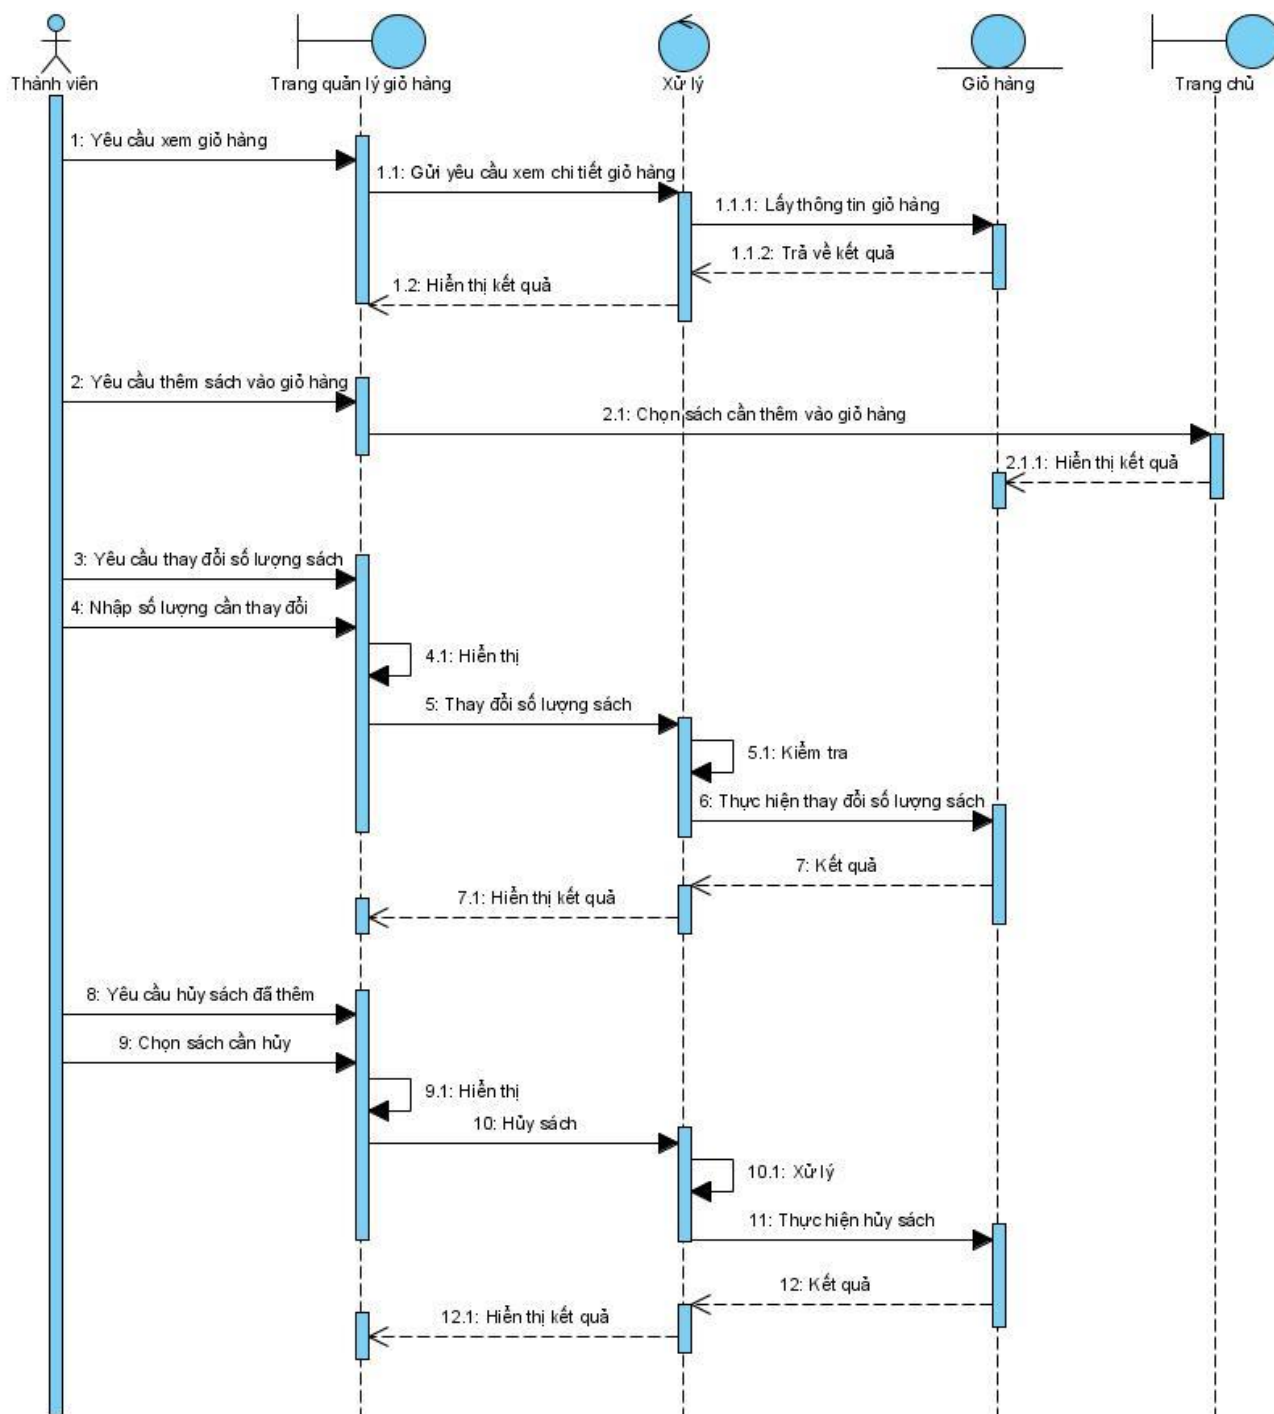 Thành viên
Trang quản lý giỏ hàng
Xử lý
Giỏ hàng
Trang chủ
1: Yêu cầu xem giỏ hàng
1.1: Gửi yêu cầu xem chi tiết giỏ hàng
1.1.1: Lấy thông tin giỏ hàng
1.1.2: Trả về kết quả
1.2: Hiển thị kết quả
2: Yêu cầu thêm sách vào giỏ hàng
2.1: Chọn sách cần thêm vào giỏ hàng
2.1.1: Hiển thị kết quả
3: Yêu cầu thay đổi số lượng sách
4: Nhập số lượng cần thay đổi
4.1: Hiển thị
5: Thay đổi số lượng sách
5.1: Kiểm tra
6: Thực hiện thay đổi số lượng sách
7: Kết quả
7.1: Hiển thị kết quả
8: Yêu cầu hủy sách đã thêm
9: Chọn sách cần hủy
9.1: Hiển thị
10: Hủy sách
10.1: Xử lý
11: Thực hiện hủy sách
12: Kết quả
12.1: Hiển thị kết quả